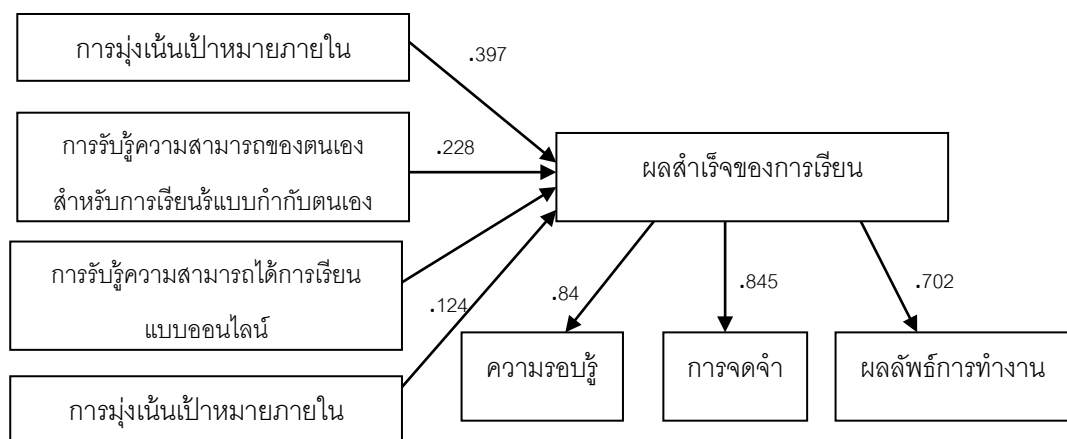 การมุ่งเน้นเป้าหมายภายใน
.397
การรับรู้ความสามารถของตนเอง
สำหรับการเรียนร้แบบกำกับตนเอง
.228
ผลสำเร็จของการเรียน
การรับรู้ความสามารถได้การเรียน
แบบออนไลน์
.124
การมุ่งเน้นเป้าหมายภายใน
.84
.845
.702
ความรอบรู้
การจดจำ
ผลลัพธ์การทำงาน